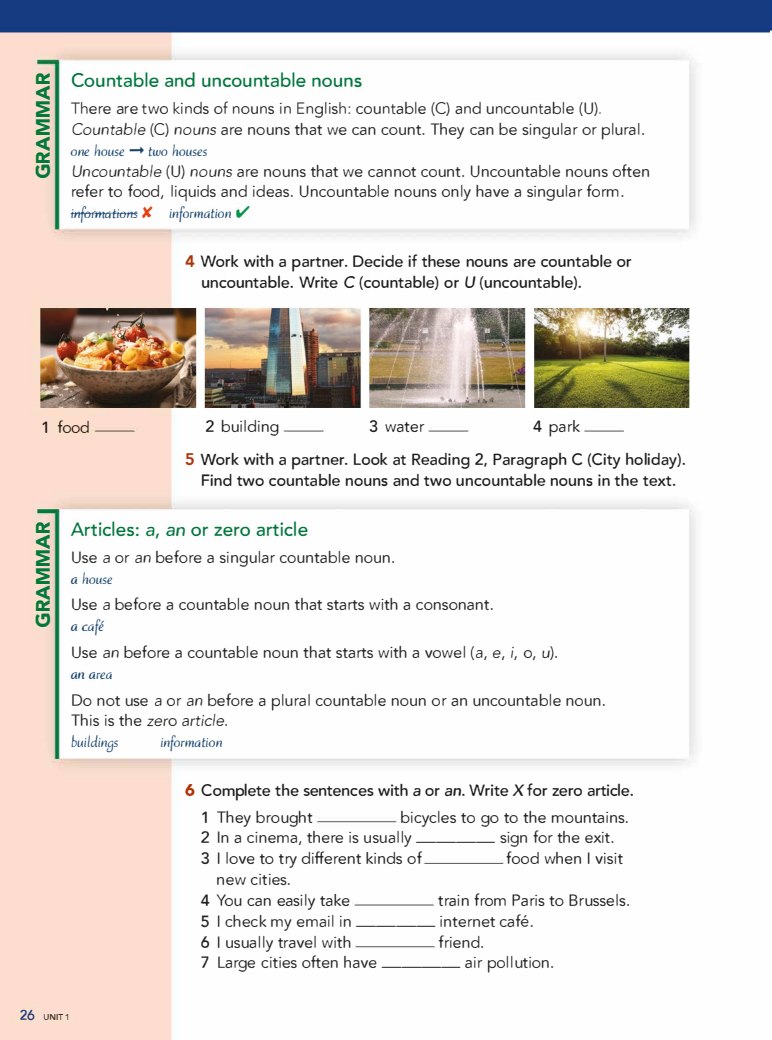 GRAMMAR
Countable and uncountable nouns
There are two kinds of nouns in English: countable (C) and uncountable (U).
Countable (C) nouns are nouns that we can count. They can be singular or plural.
one house → two houses
Uncountable (U) nouns are nouns that we cannot count. Uncountable nouns often
refer to food, liquids and ideas. Uncountable nouns only have a singular form.
informations ✘ information ✔
4 Work with a partner. Decide if these nouns are countable or
uncountable. Write C (countable) or U (uncountable).
1 food _____ 2 building _____ 3 water _____ 4 park _____
5 Work with a partner. Look at Reading 2, Paragraph C (City holiday).
Find two countable nouns and two uncountable nouns in the text.
GRAMMAR
Articles: a, an or zero article
Use a or an before a singular countable noun.
a house
Use a before a countable noun that starts with a consonant.
a café
Use an before a countable noun that starts with a vowel (a, e, i, o, u).
an area
Do not use a or an before a plural countable noun or an uncountable noun.
This is the zero article.
buildings information
6 Complete the sentences with a or an. Write X for zero article.
1 They brought __________ bicycles to go to the mountains.
2 In a cinema, there is usually __________ sign for the exit.
3 I love to try different kinds of __________ food when I visit
new cities.
4 You can easily take __________ train from Paris to Brussels.
5 I check my email in __________ internet café.
6 I usually travel with __________ friend.
7 Large cities often have __________ air pollution.
26 UNIT 1